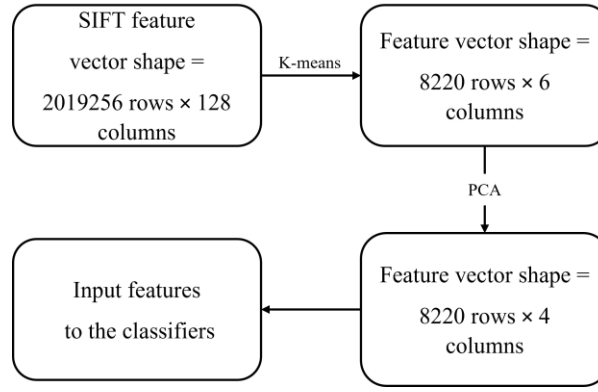 SIFT feature
vector shape =
2019256 rows × 128
columns
K-means
Feature vector shape =
8220 rows × 6
columns
PCA
Feature vector shape =
8220 rows × 4
columns
Input features
to the classifiers